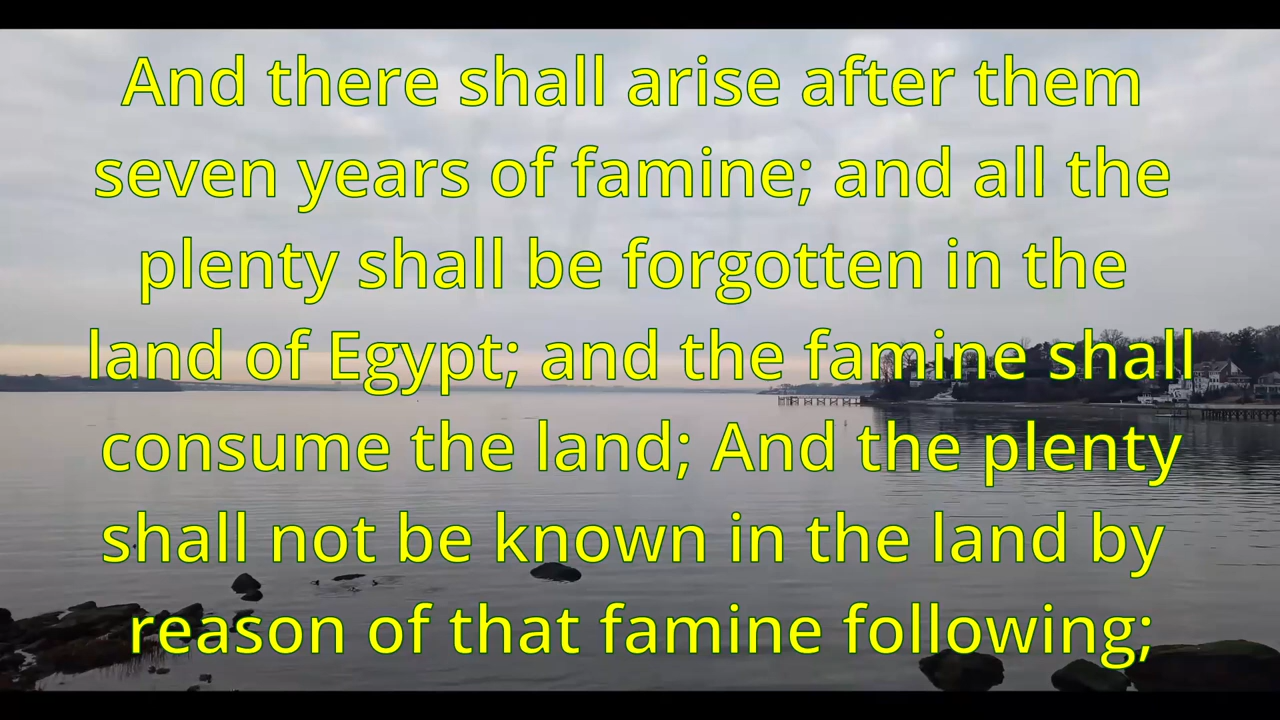 And there shall arise after them
seven years of famine; and all the
plenty shall be forgotten in the
land of Egypt; and the famine shall
consume the land; And the plenty
shall not be known in the land by
reason of that famine following;